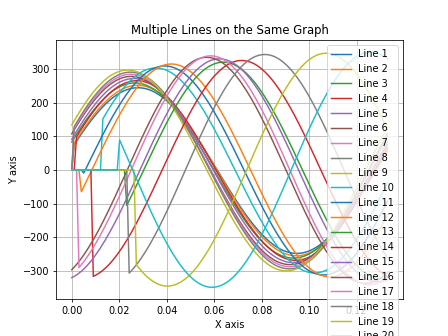 Multiple Lines on the Same Graph
Y axis
300
200
100
0
−100
−200
−300
0.00
0.02
0.04
0.06
0.08
0.10
X axis
Line 1
Line 2
Line 3
Line 4
Line 5
Line 6
Line 7
Line 8
Line 9
Line 10
Line 11
Line 12
Line 13
Line 14
Line 15
Line 16
Line 17
Line 18
Line 19
Line 20